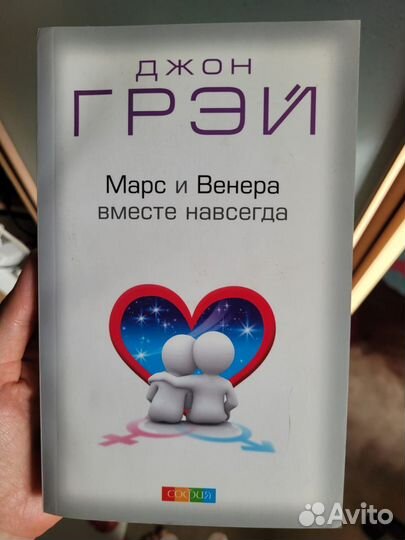 ДЖОН
ГРЭЙ
Марс и Венера
вместе навсегда
СОФИЯ
Avito